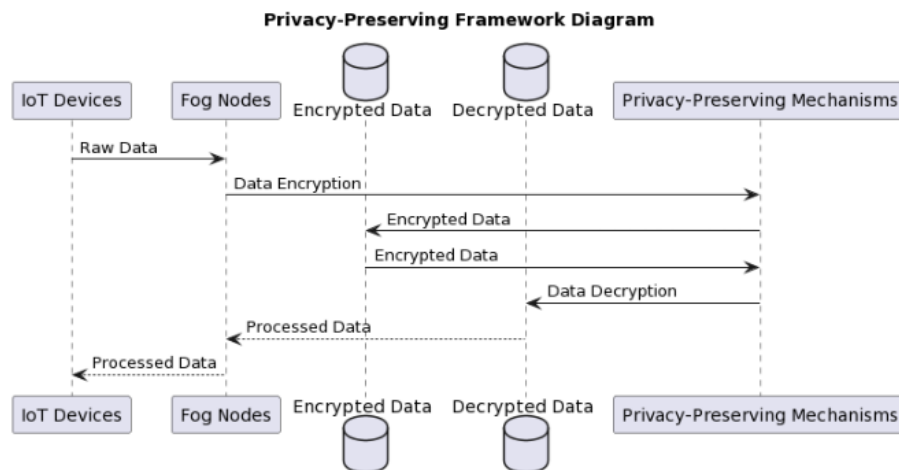 Privacy-Preserving Framework Diagram
IoT Devices
Fog Nodes
Encrypted Data
Decrypted Data
Privacy-Preserving Mechanisms
Raw Data
Data Encryption
Encrypted Data
Encrypted Data
Data Decryption
Processed Data
Processed Data
IoT Devices
Fog Nodes
Encrypted Data
Decrypted Data
Privacy-Preserving Mechanisms